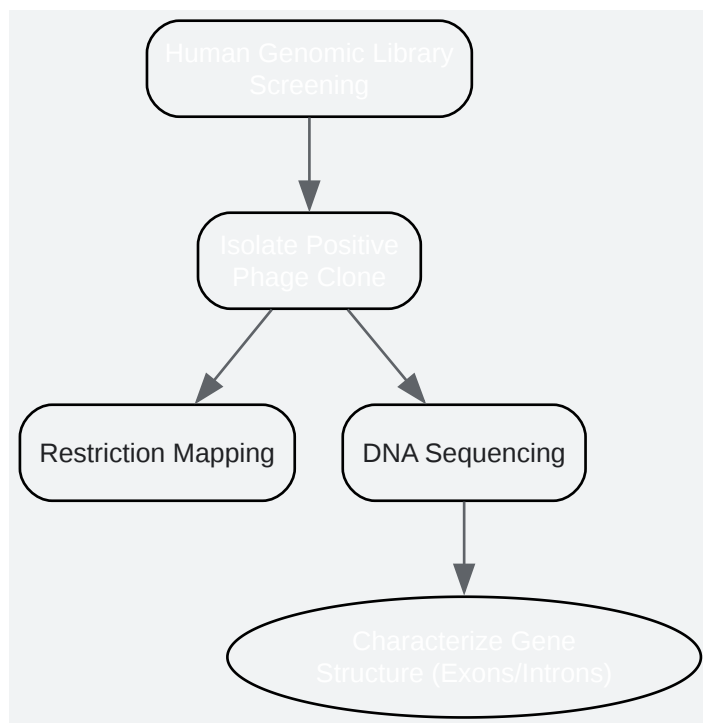 Human Genomic Library
Screening
Isolate Positive
Phage Clone
Restriction Mapping
DNA Sequencing
Characterize Gene
Structure (Exons/Introns)